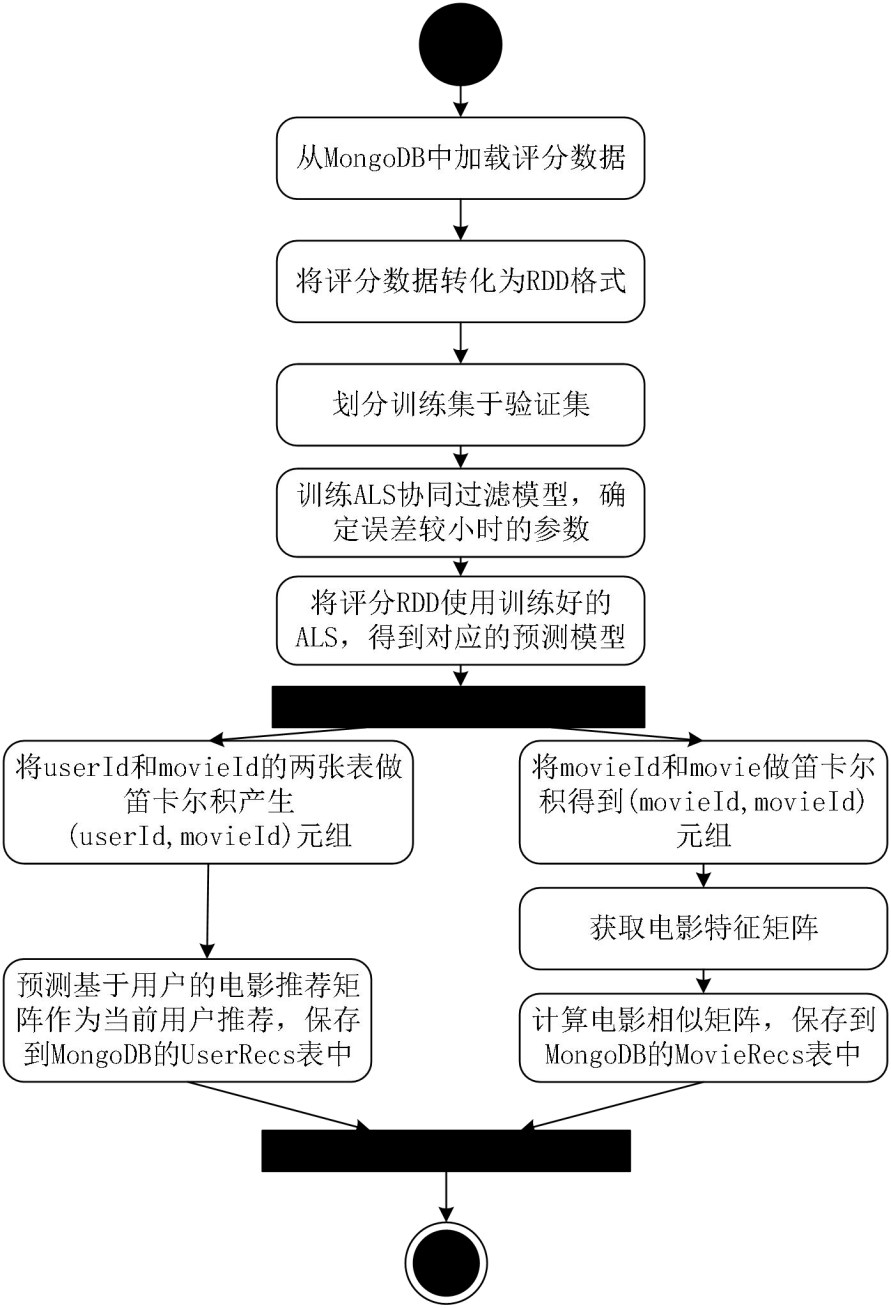 从MongoDB中加载评分数据
将评分数据转化为RDD格式
划分训练集于验证集
训练ALS协同过滤模型，确
定误差较小时的参数
将评分RDD使用训练好的
ALS，得到对应的预测模型
将userId和movieId的两张表做
笛卡尔积产生
(userId,movieId)元组
预测基于用户的电影推荐矩
阵作为当前用户推荐，保存
到MongoDB的UserRecs表中
将movieId和movie做笛卡尔
积得到(movieId,movieId)
元组
获取电影特征矩阵
计算电影相似矩阵，保存到
MongoDB的MovieRecs表中